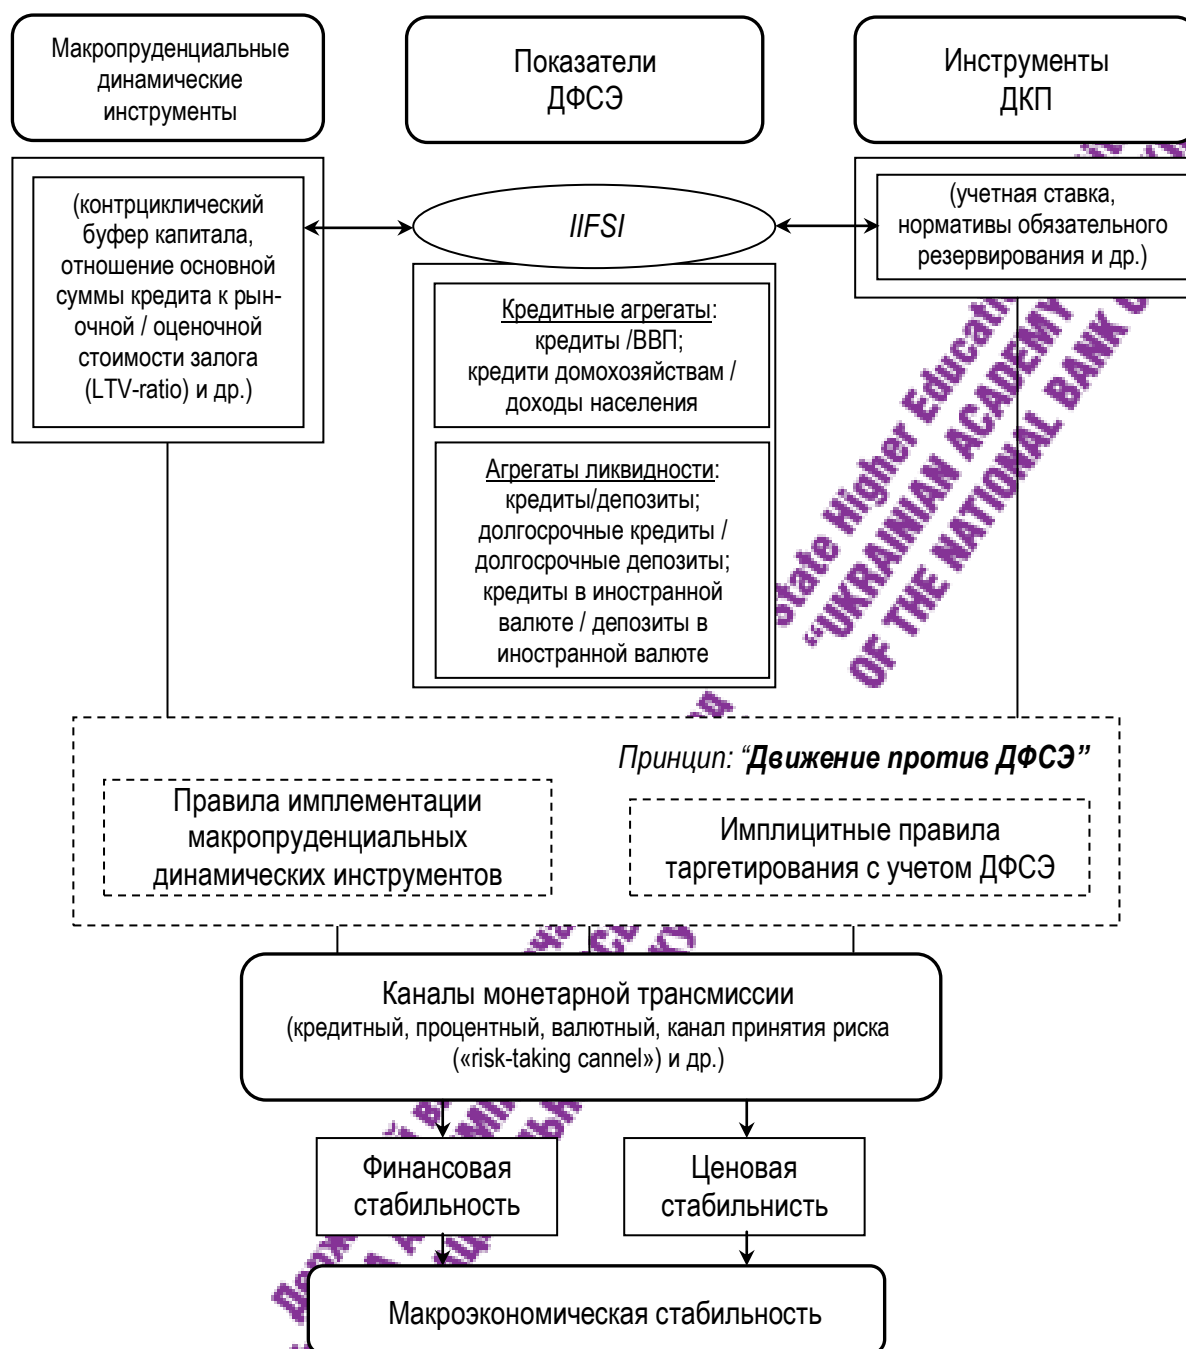 Макропруденциальные
динамические
инструменты
Показатели
ДФСЭ
Инструменты
ДКП
(контрциклический
буфер капитала,
отношение основной
суммы кредита к рын-
очной / оценочной
стоимости залога
(LTV-ratio) и др.)
IIFSI
(учетная ставка,
нормативы обязательного
резервирования и др.)
Кредитные агрегаты:
кредиты /ВВП;
кредити домохозяйствам /
доходы населения
Агрегаты ликвидности:
кредиты/депозиты;
долгосрочные кредиты /
долгосрочные депозиты;
кредиты в иностранной
валюте / депозиты в
иностранной валюте
State Higher Educati
“UKRAINIAN ACADEMY
OF THE NATIONAL BANK
Принцип: “Движение против ДФСЭ”
Правила имплементации
макропруденциальных
динамических инструментов
Имплицитные правила
таргетирования с учетом ДФСЭ
Каналы монетарной трансмиссии
(кредитный, процентный, валютный, канал принятия риска
(«risk-taking cannel») и др.)
Финансовая
стабильность
Ценовая
стабильнисть
Макроэкономическая стабильность